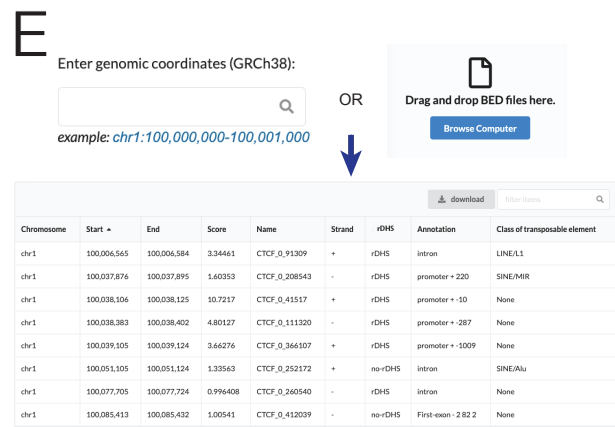 E
Enter genomic coordinates (GRCh38):
example: chr1:100,000,000-100,001,000
OR
Drag and drop BED files here.
Browse Computer
download filter items
Chromosome Start End Score Name Strand rDHS Annotation Class of transposable element
chr1 100,006,565 100,006,584 3.34461 CTCF_0_91309 + rDHS intron LINE/L1
chr1 100,037,876 100,037,895 1.60353 CTCF_0_208543 - rDHS promoter + 220 SINE/MIR
chr1 100,038,106 100,038,125 10.7217 CTCF_0_41517 + rDHS promoter + -10 None
chr1 100,038,383 100,038,402 4.80127 CTCF_0_111320 - rDHS promoter + -287 None
chr1 100,039,105 100,039,124 3.66276 CTCF_0_366107 + rDHS promoter + -1009 None
chr1 100,051,105 100,051,124 1.33563 CTCF_0_252172 + no-rDHS intron SINE/Alu
chr1 100,077,705 100,077,724 0.996408 CTCF_0_260540 - rDHS intron None
chr1 100,085,413 100,085,432 1.00541 CTCF_0_412039 - no-rDHS First-exon - 2 82 2 None